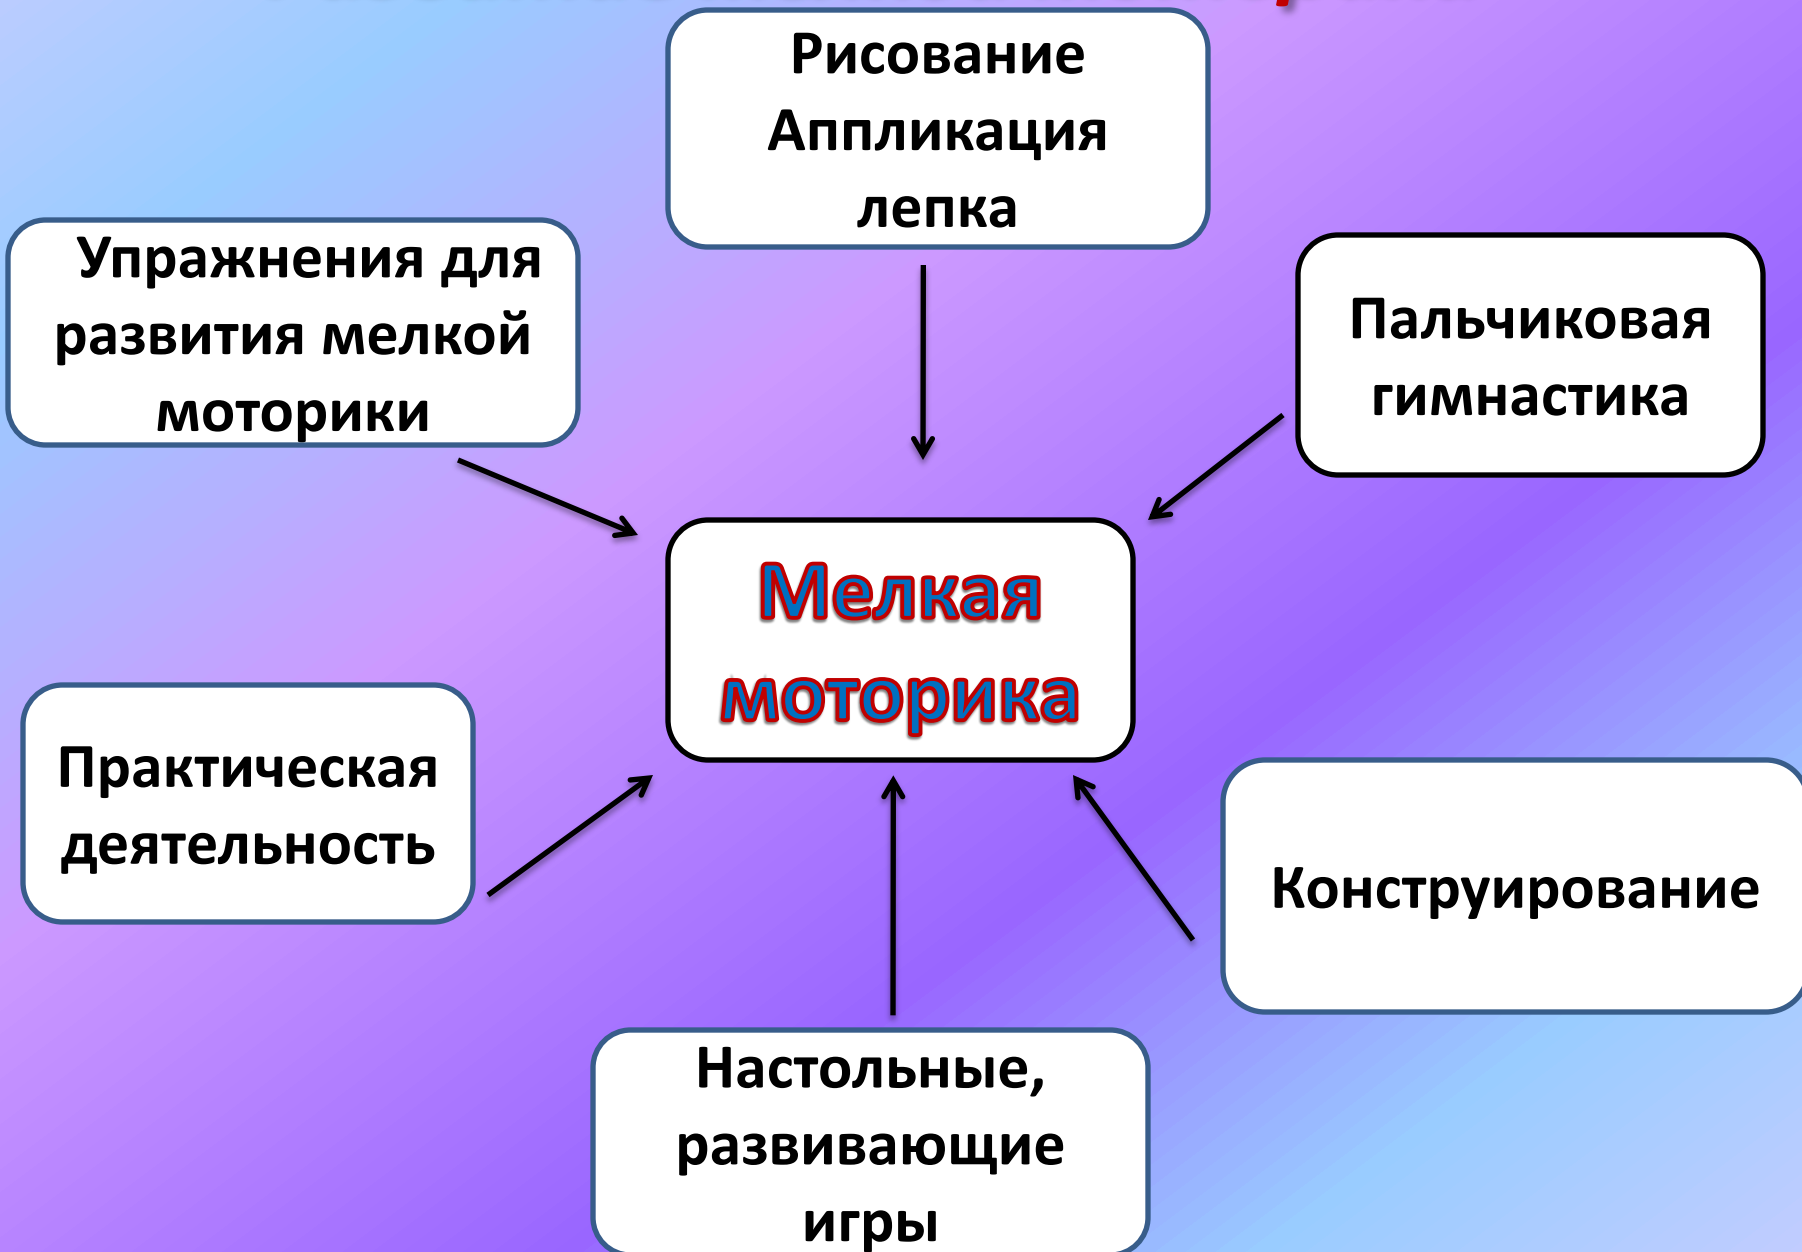 Рисование
Аппликация
лепка
Упражнения для
развития мелкой
моторики
Пальчиковая
гимнастика
Мелкая
моторика
Практическая
деятельность
Конструирование
Настольные,
развивающие
игры